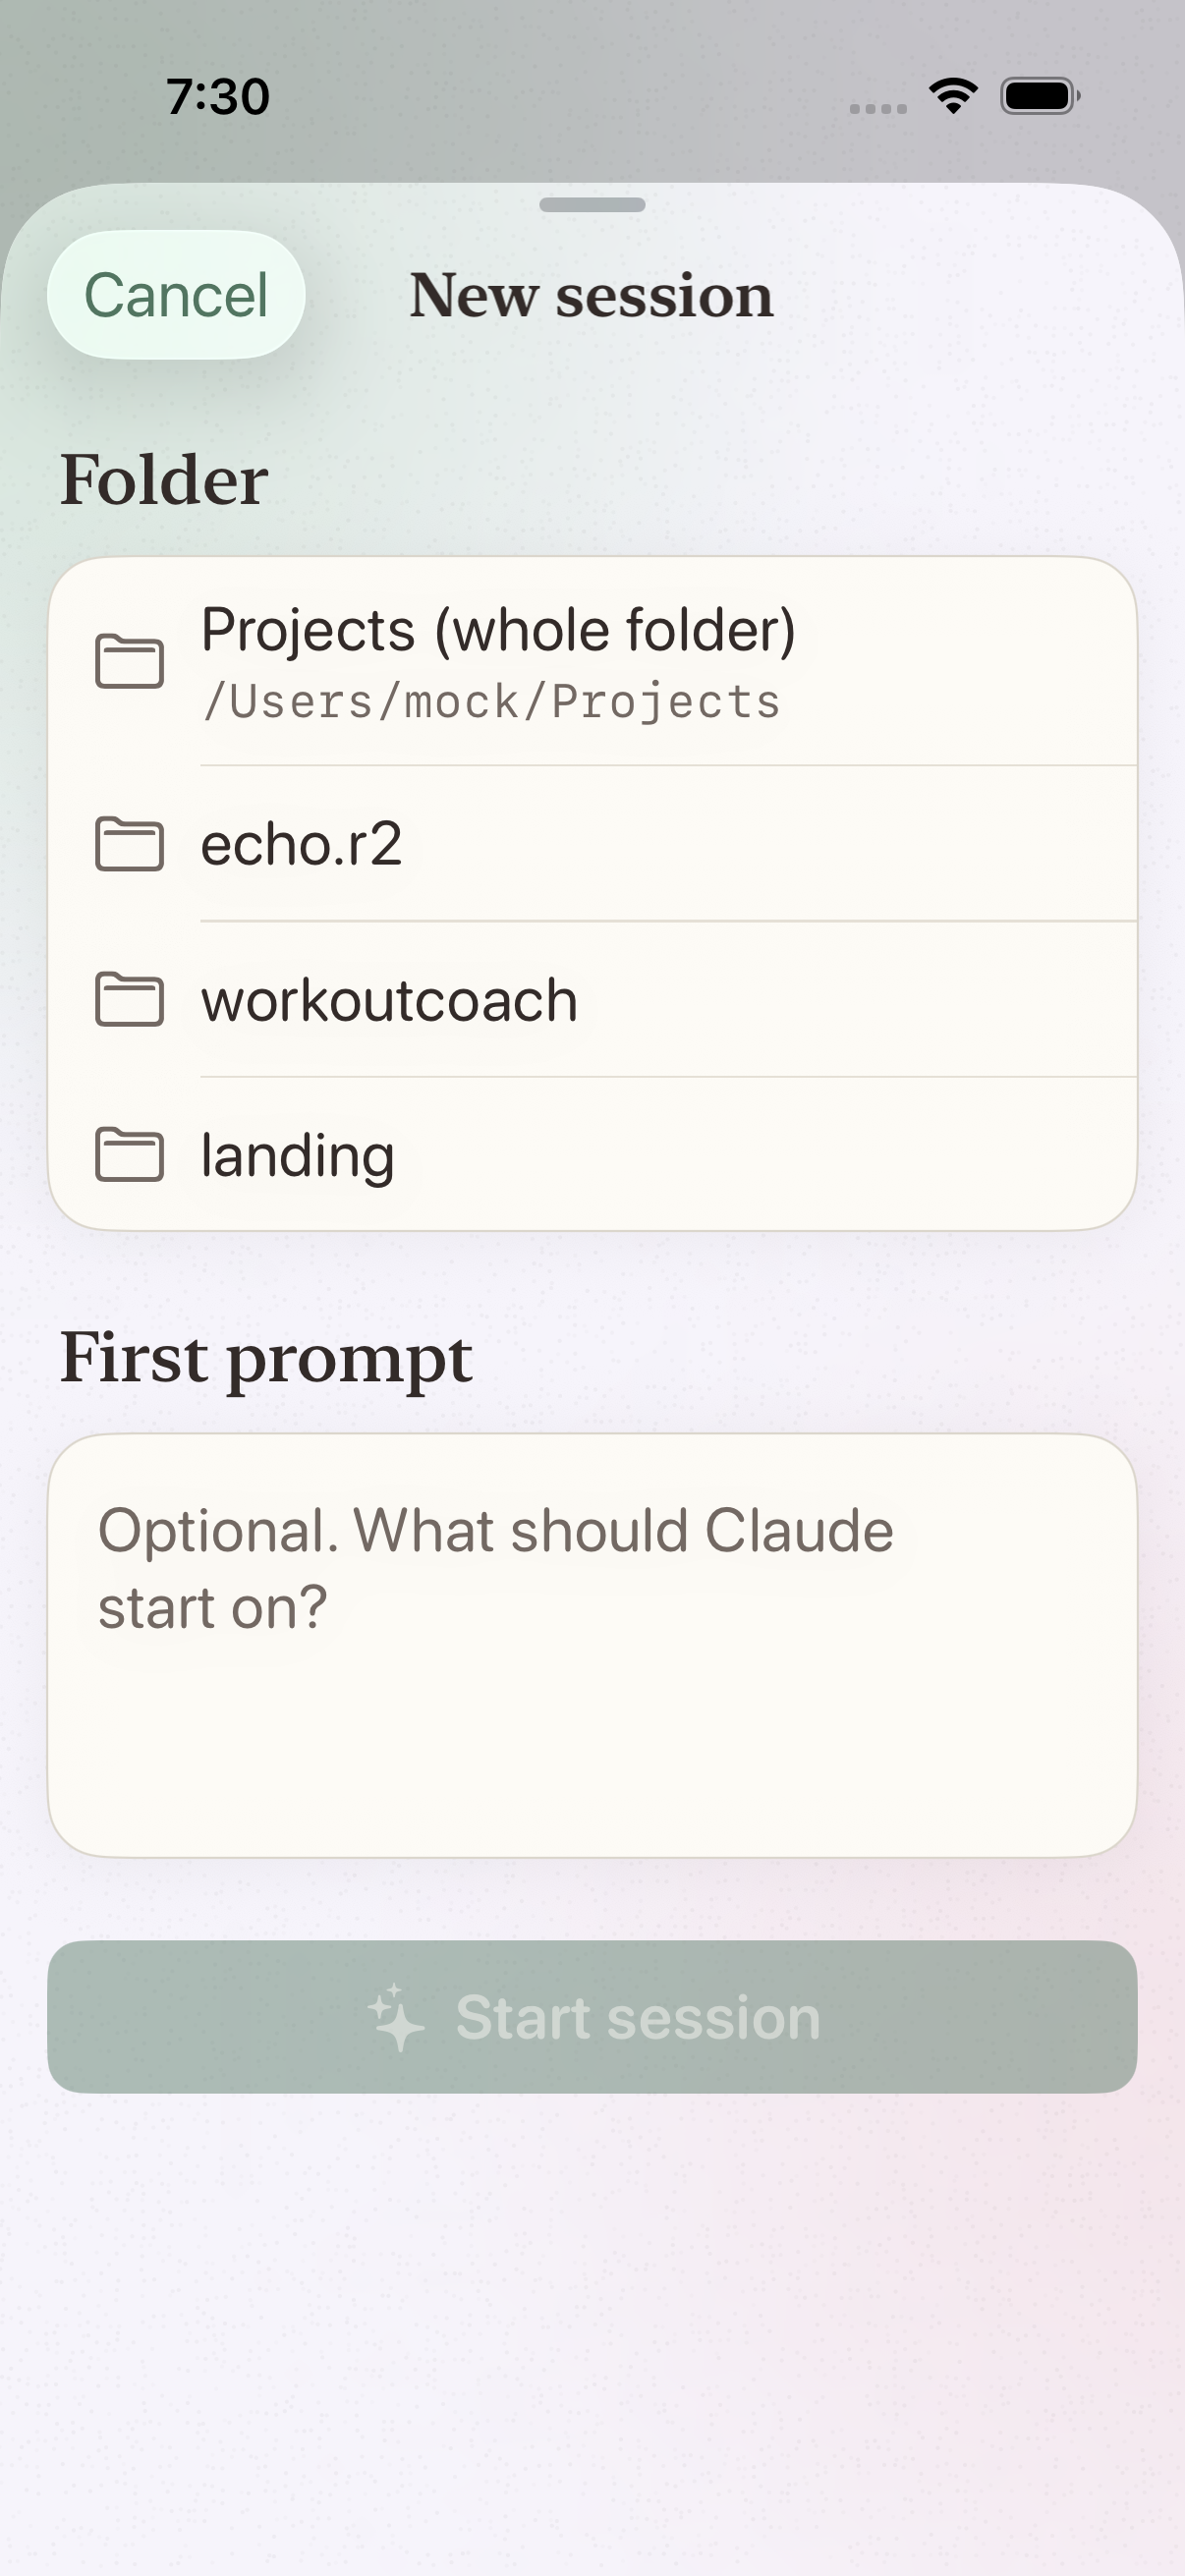 7:30
Cancel
New session
Folder
Projects (whole folder)
/Users/mock/Projects
echo.r2
workoutcoach
landing
First prompt
Optional. What should Claude
start on?
Start session